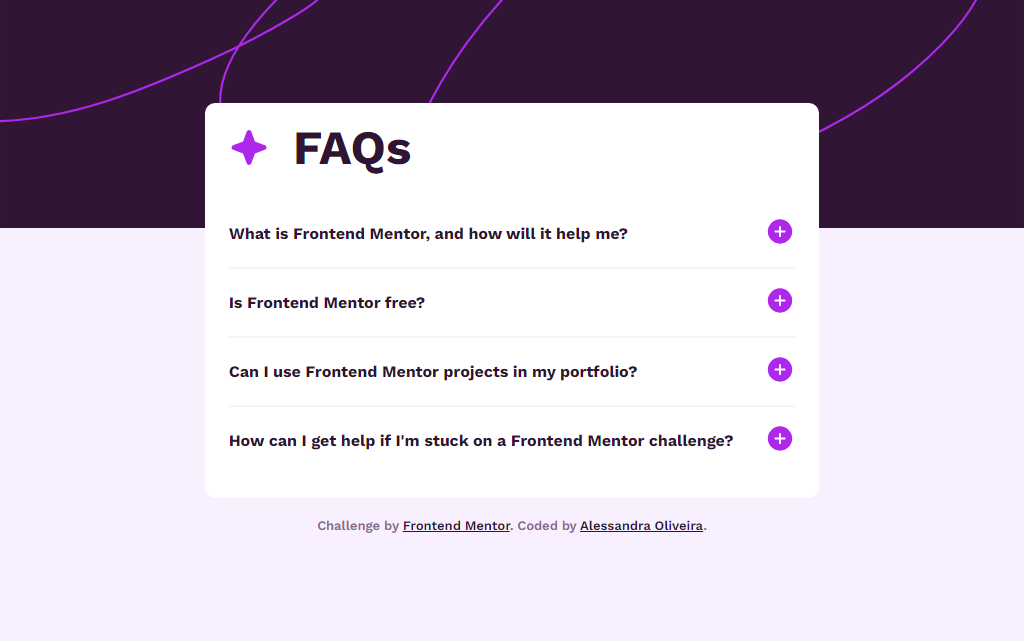 FAQs
What is Frontend Mentor, and how will it help me?
Is Frontend Mentor free?
Can I use Frontend Mentor projects in my portfolio?
How can I get help if I'm stuck on a Frontend Mentor challenge?
Challenge by Frontend Mentor. Coded by Alessandra Oliveira.